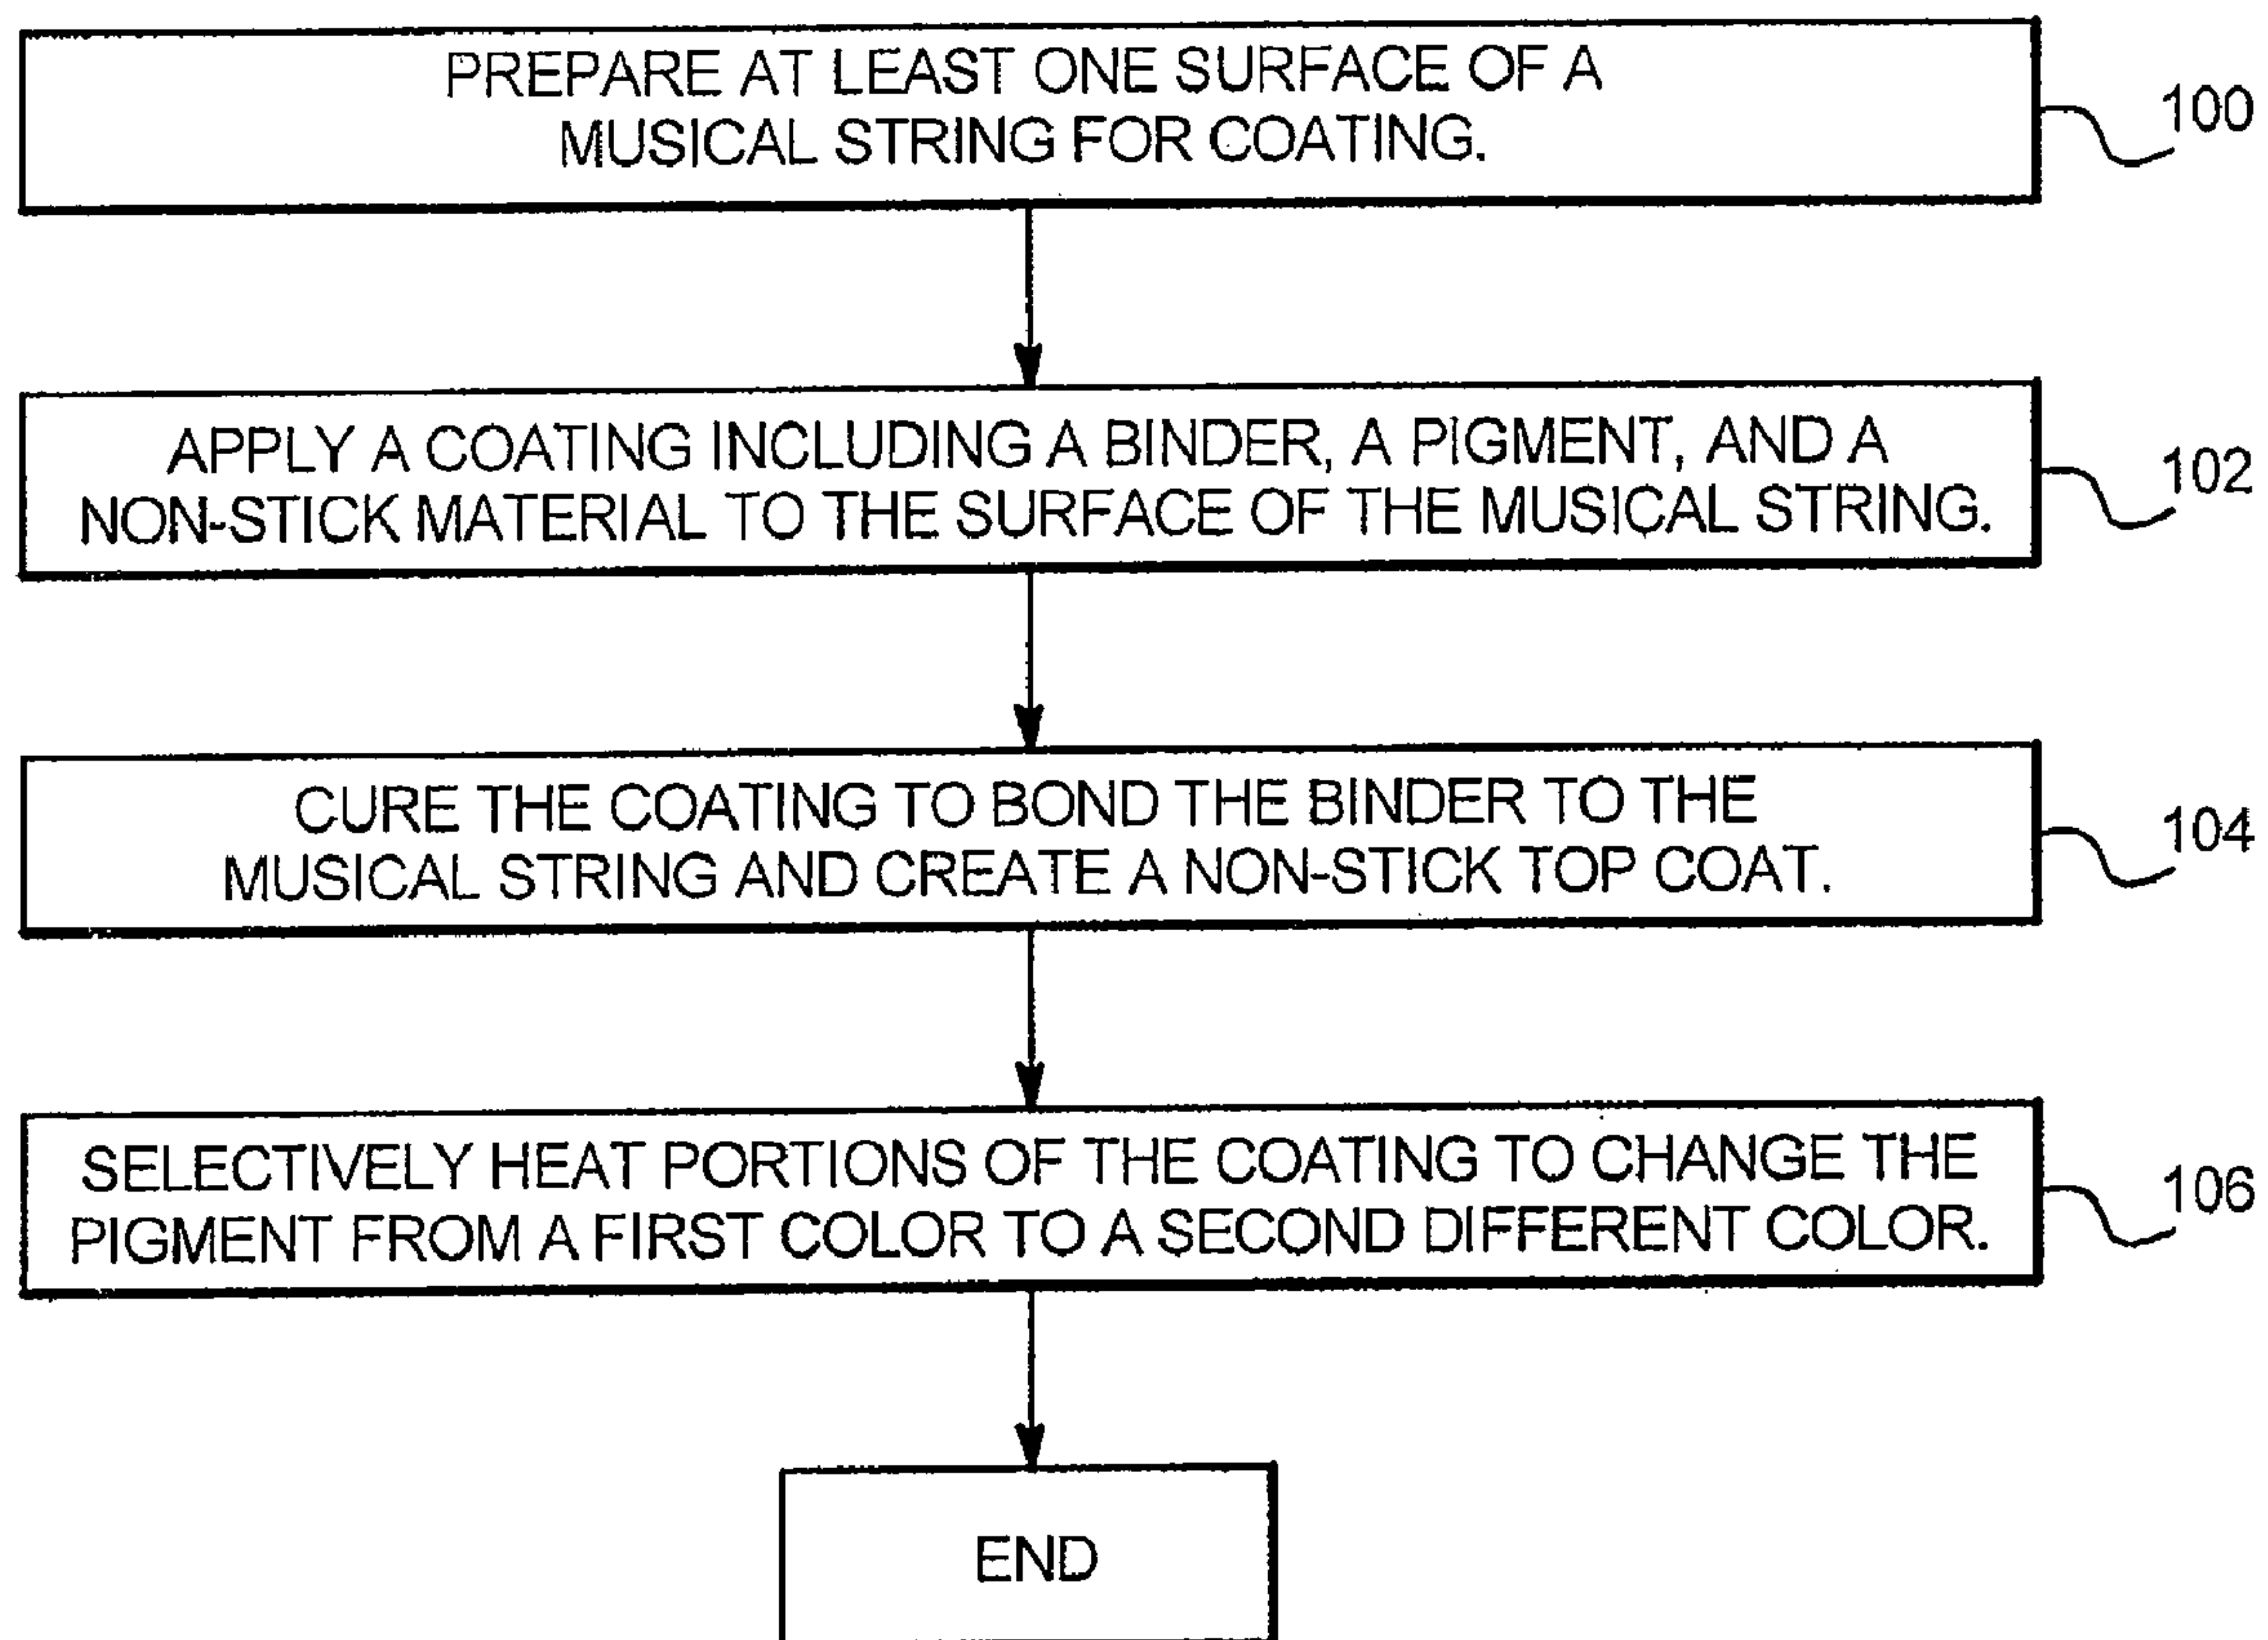 PREPARE AT LEAST ONE SURFACE OF A
MUSICAL STRING FOR COATING.
100
APPLY A COATING INCLUDING A BINDER, A PIGMENT, AND A
NON-STICK MATERIAL TO THE SURFACE OF THE MUSICAL STRING.
102
CURE THE COATING TO BOND THE BINDER TO THE
MUSICAL STRING AND CREATE A NON-STICK TOP COAT.
104
SELECTIVELY HEAT PORTIONS OF THE COATING TO CHANGE THE
PIGMENT FROM A FIRST COLOR TO A SECOND DIFFERENT COLOR.
106
END